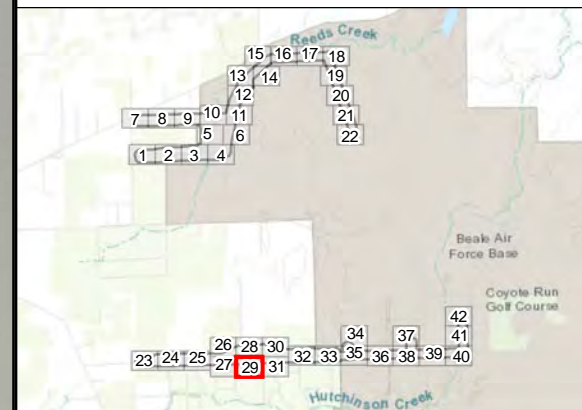 Reeds Creek
15 16 17 18
13 14 19
12 20
7 8 9 10 11 21
5 6 22
1 2 3 4
Beale Air
Force Base
Coyote Run
Golf Course
42
34 37 41
26 28 30
23 24 25 27 29 31 32 33 35 36 38 39 40
Hutchinson Creek